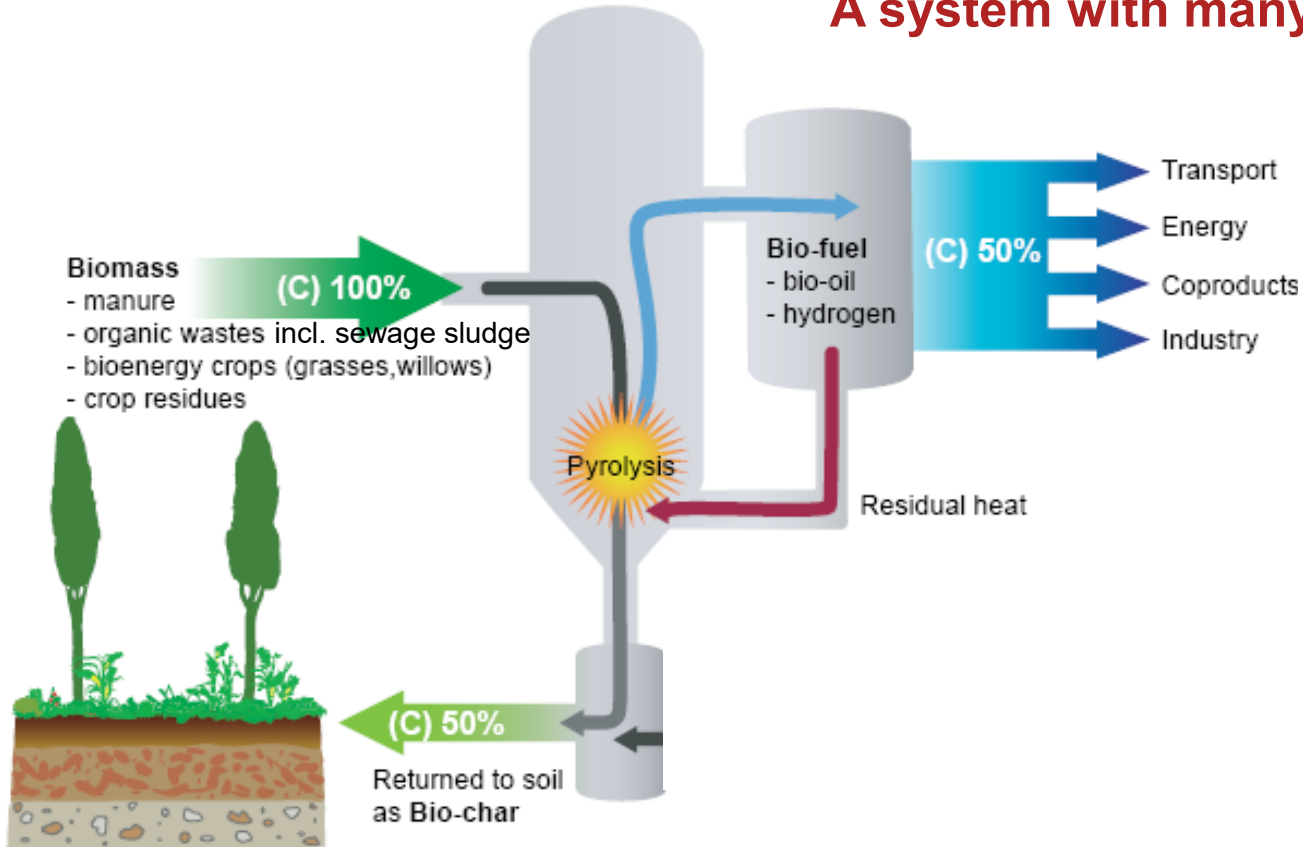 A system with many
Biomass
- manure
- organic wastes incl. sewage sludge
- bioenergy crops (grasses,willows)
- crop residues
(C) 100%
Pyrolysis
Bio-fuel
- bio-oil
- hydrogen
(C) 50%
Transport
Energy
Coproducts
Industry
Residual heat
(C) 50%
Returned to soil
as Bio-char